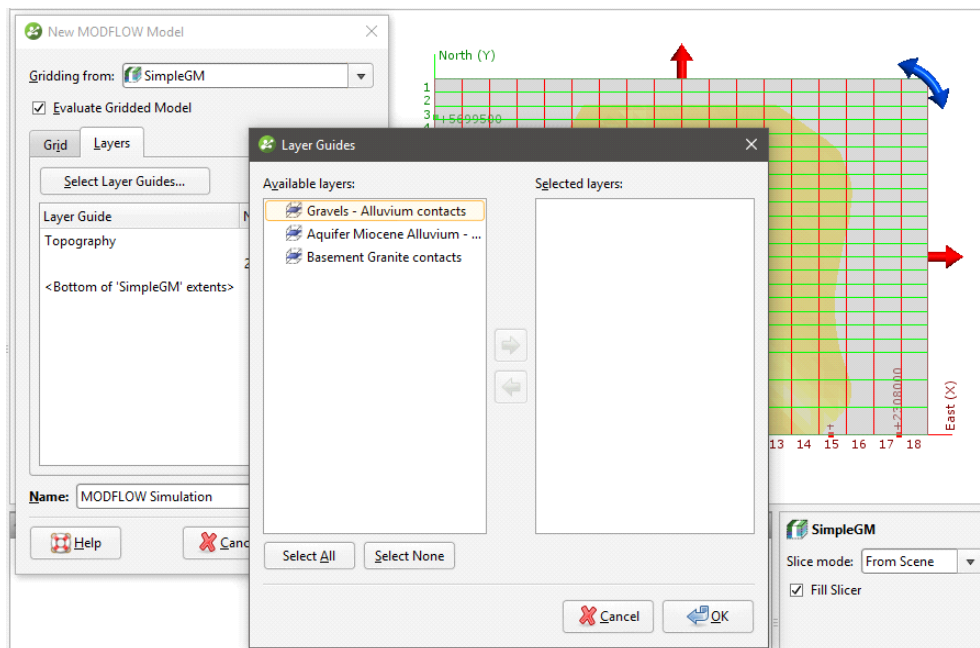 New MODFLOW Model
Gridding from: SimpleGM
Evaluate Gridded Model
Grid Layers
Select Layer Guides...
Layer Guide
Topography
2
<Bottom of 'SimpleGM' extents>
Name: MODFLOW Simulation
Help
Layer Guides
Available layers:
Gravels - Alluvium contacts
Aquifer Miocene Alluvium - ...
Basement Granite contacts
Selected layers:
Select All Select None
Cancel OK
North (Y)
1
2
3
+5699500
East (X)
+2308000
13 14 15 16 17 18
SimpleGM
Slice mode: From Scene
Fill Slicer